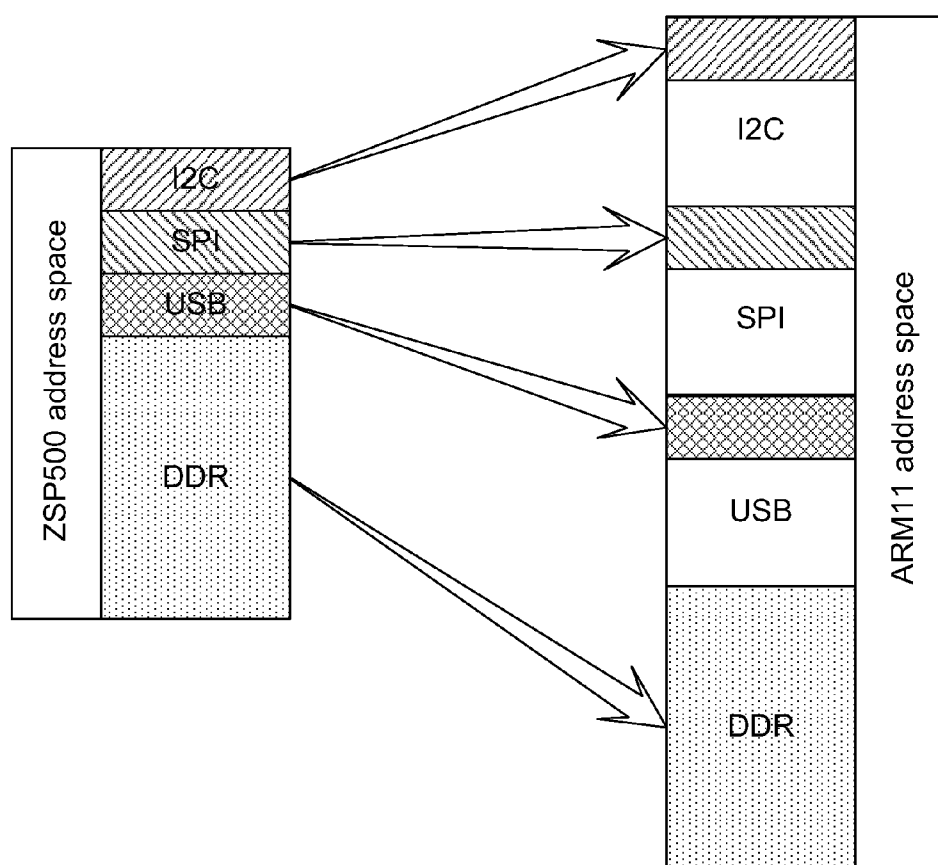 ZSP500 address space
I2C
SPI
USB
DDR
I2C
SPI
USB
DDR
ARM11 address space